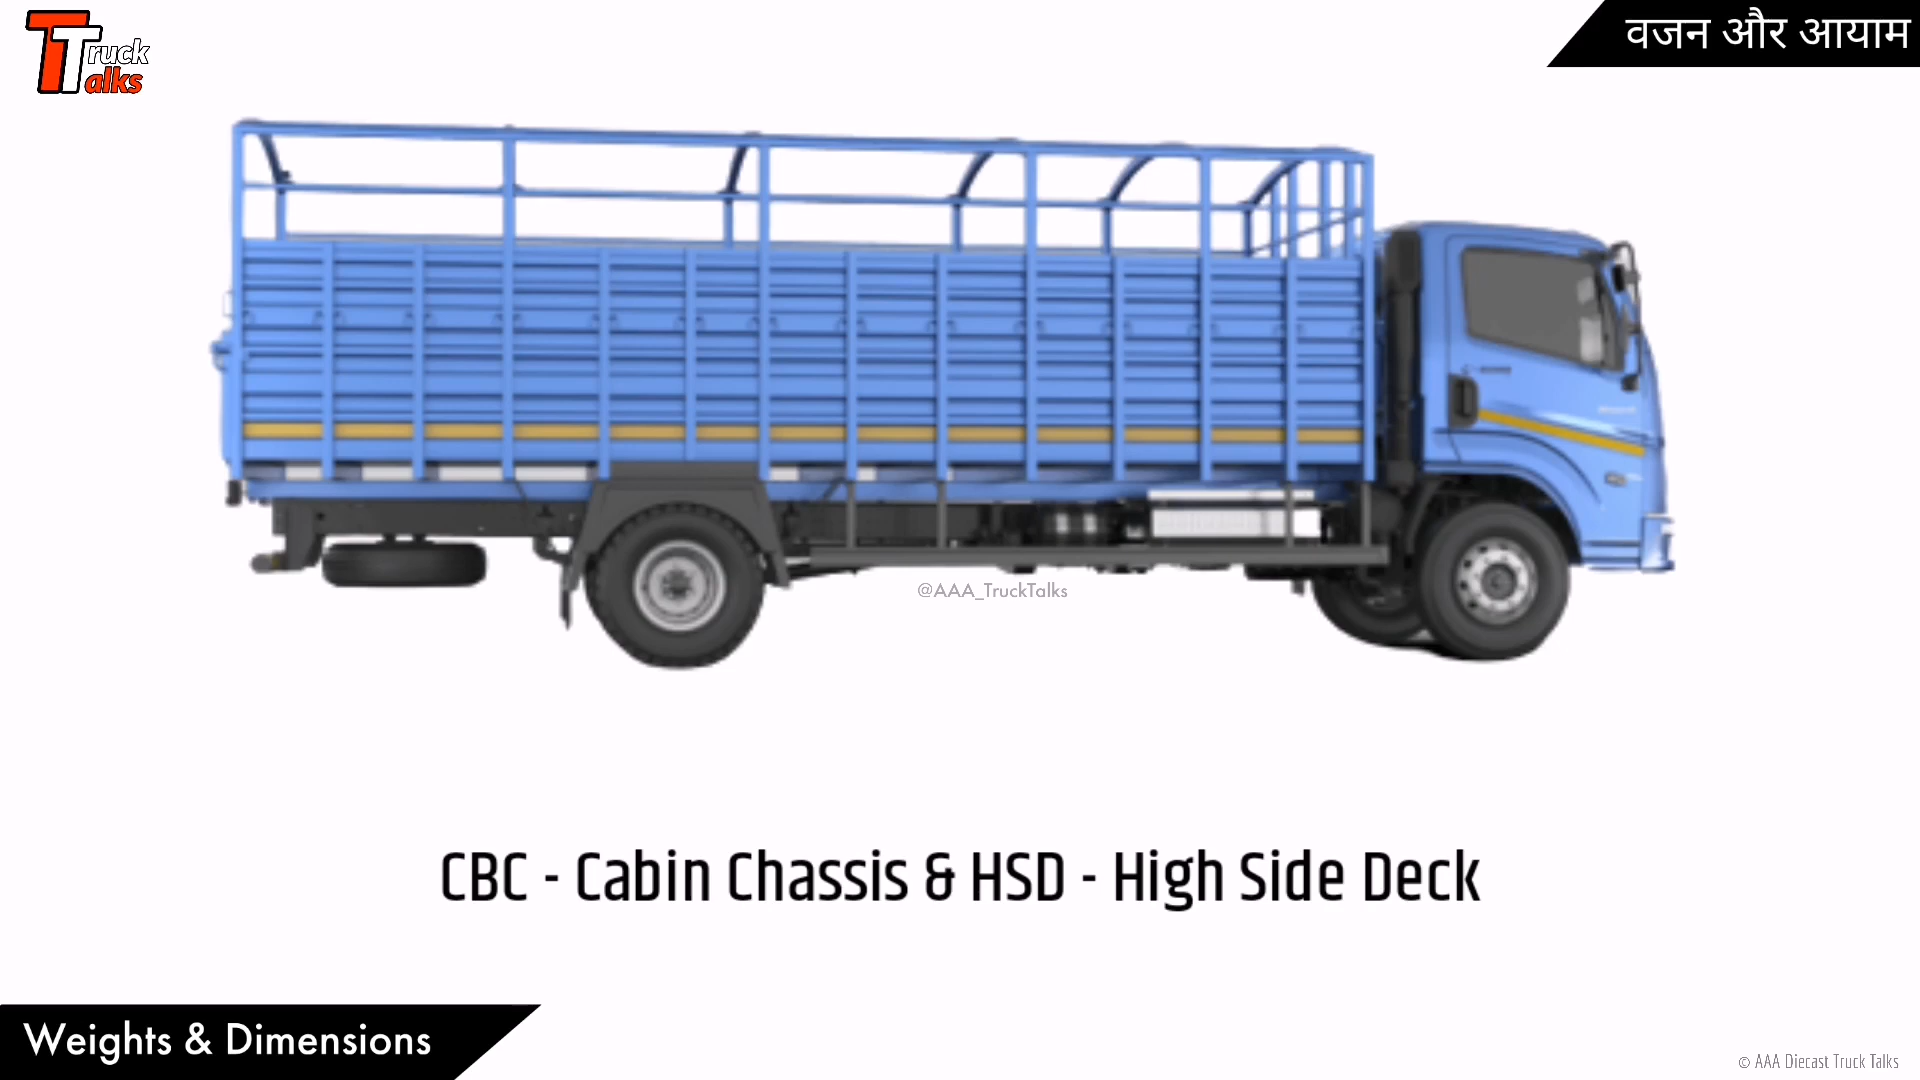 Truck
Talks
वजन और आयाम
@AAA_TruckTalks
CBC - Cabin Chassis & HSD - High Side Deck
Weights & Dimensions
© AAA Diecast Truck Talks